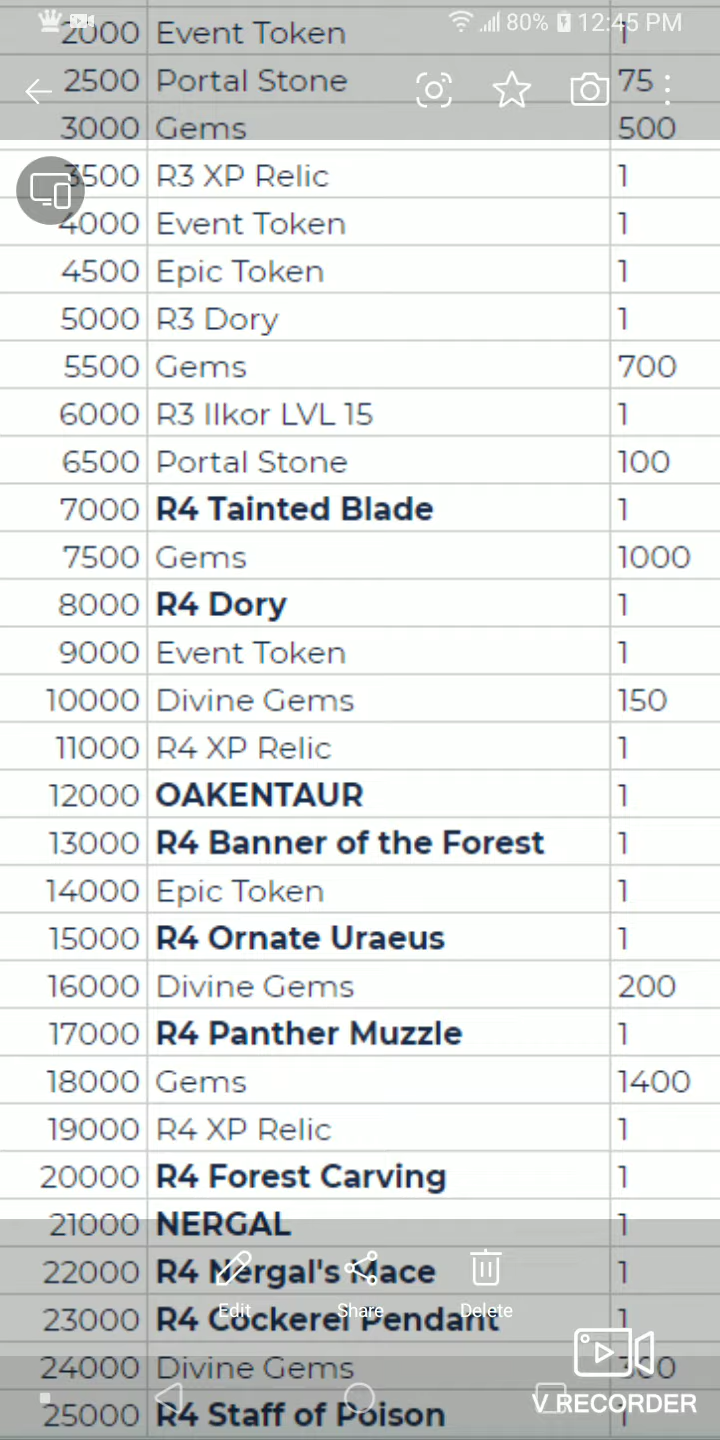 80% 12:45 PM
2000 Event Token 1
2500 Portal Stone 75
3000 Gems 500
3500 R3 XP Relic 1
4000 Event Token 1
4500 Epic Token 1
5000 R3 Dory 1
5500 Gems 700
6000 R3 Ilkor LVL 15 1
6500 Portal Stone 100
7000 R4 Tainted Blade 1
7500 Gems 1000
8000 R4 Dory 1
9000 Event Token 1
10000 Divine Gems 150
11000 R4 XP Relic 1
12000 OAKENTAUR 1
13000 R4 Banner of the Forest 1
14000 Epic Token 1
15000 R4 Ornate Uraeus 1
16000 Divine Gems 200
17000 R4 Panther Muzzle 1
18000 Gems 1400
19000 R4 XP Relic 1
20000 R4 Forest Carving 1
21000 NERGAL 1
22000 R4 Nergal's Mace 1
Edit Share Delete
23000 R4 Cockerel Pendant 1
24000 Divine Gems 300
V.RECORDER
25000 R4 Staff of Poison 1